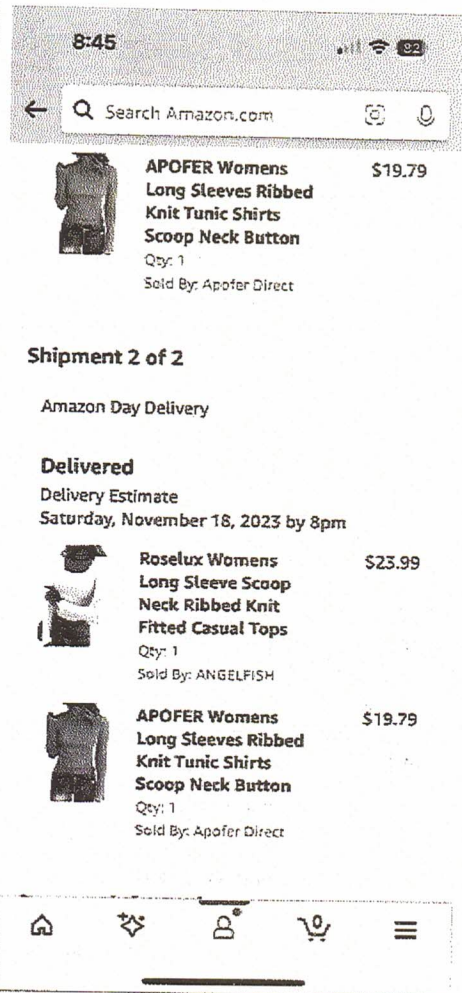 8:45
92
Search Amazon.com
APOFER Womens $19.79
Long Sleeves Ribbed
Knit Tunic Shirts
Scoop Neck Button
Qty: 1
Sold By: Apofer Direct
Shipment 2 of 2
Amazon Day Delivery
Delivered
Delivery Estimate
Saturday, November 18, 2023 by 8pm
Roselux Womens $23.99
Long Sleeve Scoop
Neck Ribbed Knit
Fitted Casual Tops
Qty: 1
Sold By: ANGELFISH
APOFER Womens $19.79
Long Sleeves Ribbed
Knit Tunic Shirts
Scoop Neck Button
Qty: 1
Sold By: Apofer Direct
0